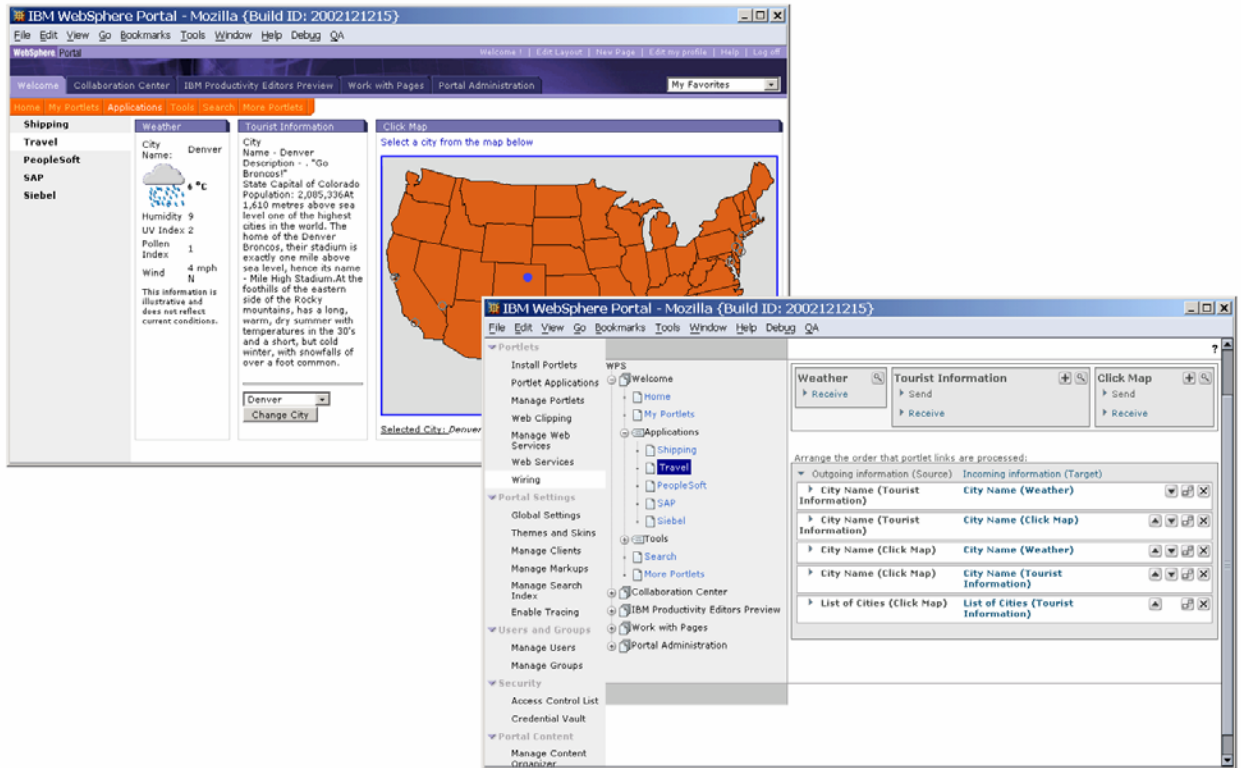 IBM WebSphere Portal - Mozilla {Build ID: 2002121215}
File Edit View Go Bookmarks Tools Window Help Debug QA
WebSphere Portal
Welcome ! | Edit Layout | New Page | Edit my profile | Help | Log off
Welcome Collaboration Center IBM Productivity Editors Preview Work with Pages Portal Administration
My Favorites
Home My Portlets Applications Tools Search More Portlets
Shipping
Travel
PeopleSoft
SAP
Siebel
Weather
City
Name: Denver
6 °C
Humidity 9
UV Index 2
Pollen
Index 1
Wind 4 mph
N
This information is
illustrative and
does not reflect
current conditions.
Tourist Information
City
Name - Denver
Description - . "Go
Broncos!"
State Capital of Colorado
Population: 2,085,336At
1,610 metres above sea
level one of the highest
cities in the world. The
home of the Denver
Broncos, their stadium is
exactly one mile above
sea level, hence its name
- Mile High Stadium.At the
foothills of the eastern
side of the Rocky
mountains, has a long,
warm, dry summer with
temperatures in the 30's
and a short, but cold
winter, with snowfalls of
over a foot common.
Denver
Change City
Click Map
Select a city from the map below
Selected City: Denver
IBM WebSphere Portal - Mozilla {Build ID: 2002121215}
File Edit View Go Bookmarks Tools Window Help Debug QA
Portlets
Install Portlets
Portlet Applications
Manage Portlets
Web Clipping
Manage Web
Services
Web Services
Wiring
Portal Settings
Global Settings
Themes and Skins
Manage Clients
Manage Markups
Manage Search
Index
Enable Tracing
Users and Groups
Manage Users
Manage Groups
Security
Access Control List
Credential Vault
Portal Content
Manage Content
Organizer
WPS
Welcome
Home
My Portlets
Applications
Shipping
Travel
PeopleSoft
SAP
Siebel
Tools
Search
More Portlets
Collaboration Center
IBM Productivity Editors Preview
Work with Pages
Portal Administration
?
Weather
Receive
Tourist Information
Send
Receive
Click Map
Send
Receive
Arrange the order that portlet links are processed:
Outgoing information (Source) Incoming information (Target)
City Name (Tourist City Name (Weather)
Information)
City Name (Tourist City Name (Click Map)
Information)
City Name (Click Map) City Name (Weather)
City Name (Click Map) City Name (Tourist
Information)
List of Cities (Click Map) List of Cities (Tourist
Information)